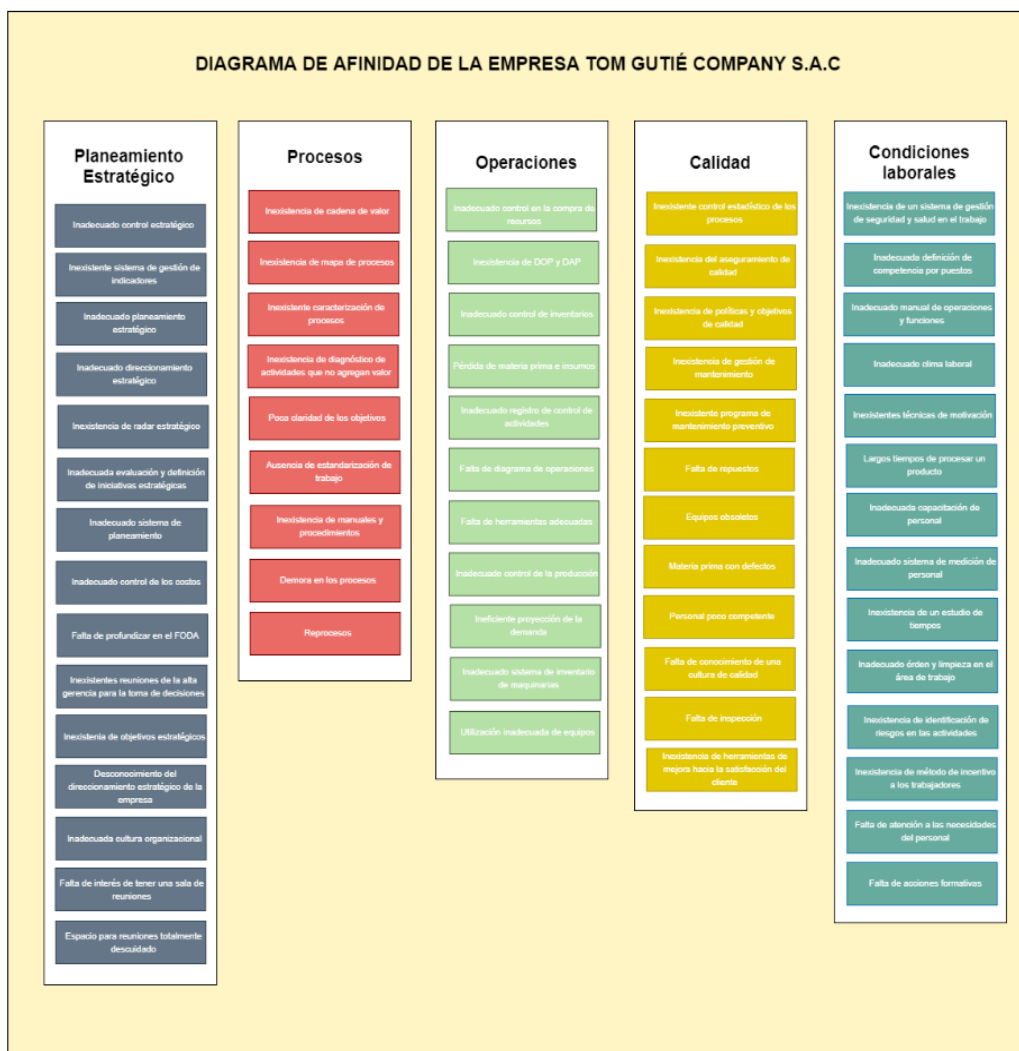 DIAGRAMA DE AFINIDAD DE LA EMPRESA TOM GUTIÉ COMPANY S.A.C
Planeamiento
Estratégico
Inadecuado control estratégico
Inexistente sistema de gestión de
indicadores
Inadecuado planeamiento
estratégico
Inadecuado direccionamiento
estratégico
Inexistencia de radar estratégico
Inadecuada evaluación y definición
de iniciativas estratégicas
Inadecuado sistema de
planeamiento
Inadecuado control de los costos
Falta de profundizar en el FODA
Inexistentes reuniones de la alta
gerencia para la toma de decisiones
Inexisteria de objetivos estratégicos
Desconocimiento del
direccionamiento estratégico de la
empresa
Inadecuada cultura organizacional
Falta de interés de tener una sala de
reuniones
Espacio para reuniones totalmente
descuidado
Procesos
Inexistencia de cadena de valor
Inexistencia de mapa de procesos
Inexistente caracterización de
procesos
Inexistencia de diagnóstico de
actividades que no agregan valor
Poca claridad de los objetivos
Ausencia de estandarización de
trabajo
Inexistencia de manuales y
procedimientos
Demora en los procesos
Reprocesos
Operaciones
Inadecuado control en la compra de
recursos
Inexistencia de DOP y DAP
Inadecuado control de inventarios
Pérdida de materia prima e insumos
Inadecuado registro de control de
actividades
Falta de diagrama de operaciones
Falta de herramientas adecuadas
Inadecuado control de la producción
Ineficiente proyección de la
demanda
Inadecuado sistema de inventario
de maquinarias
Utilización inadecuada de equipos
Calidad
Inexistente control estadístico de los
procesos
Inexistencia del aseguramiento de
calidad
Inexistencia de políticas y objetivos
de calidad
Inexistencia de gestión de
mantenimiento
Inexistente programa de
mantenimiento preventivo
Falta de repuestos
Equipos obsoletos
Materia prima con defectos
Personal poco competente
Falta de conocimiento de una
cultura de calidad
Falta de inspección
Inexistencia de herramientas de
mejora hacia la satisfacción del
cliente
Condiciones
laborales
Inexistencia de un sistema de gestión
de seguridad y salud en el trabajo
Inadecuada definición de
competencia por puestos
Inadecuado manual de operaciones
y funciones
Inadecuado clima laboral
Inexistentes técnicas de motivación
Largos tiempos de procesar un
producto
Inadecuada capacitación de
personal
Inadecuado sistema de medición de
personal
Inexistencia de un estudio de
tiempos
Inadecuado órden y limpieza en el
área de trabajo
Inexistencia de identificación de
riesgos en las actividades
Inexistencia de método de incentivo
a los trabajadores
Falta de atención a las necesidades
del personal
Falta de acciones formativas